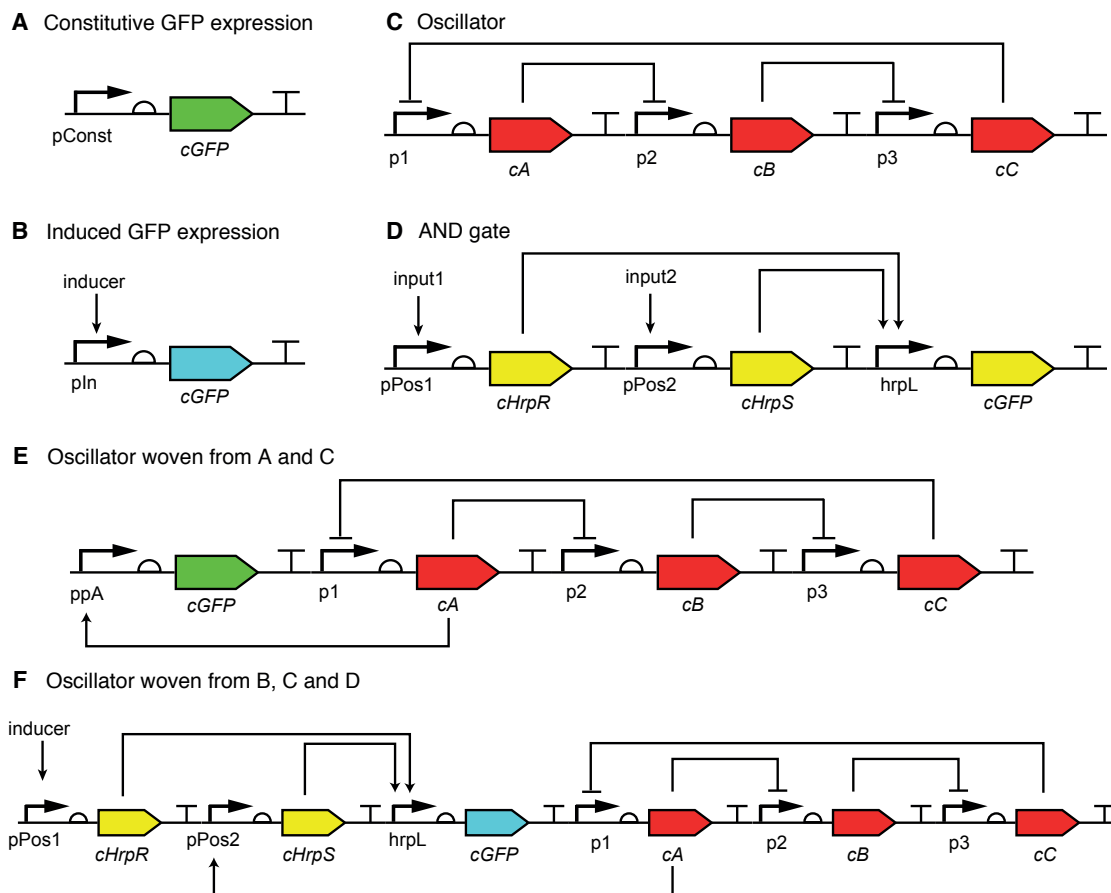 A Constitutive GFP expression
pConst
cGFP
B Induced GFP expression
inducer
pIn
cGFP
C Oscillator
p1
cA
p2
cB
p3
cC
D AND gate
input1
input2
pPos1
cHrpR
pPos2
cHrpS
hrpL
cGFP
E Oscillator woven from A and C
ppA
cGFP
p1
cA
p2
cB
p3
cC
F Oscillator woven from B, C and D
inducer
pPos1
cHrpR
pPos2
cHrpS
hrpL
cGFP
p1
cA
p2
cB
p3
cC